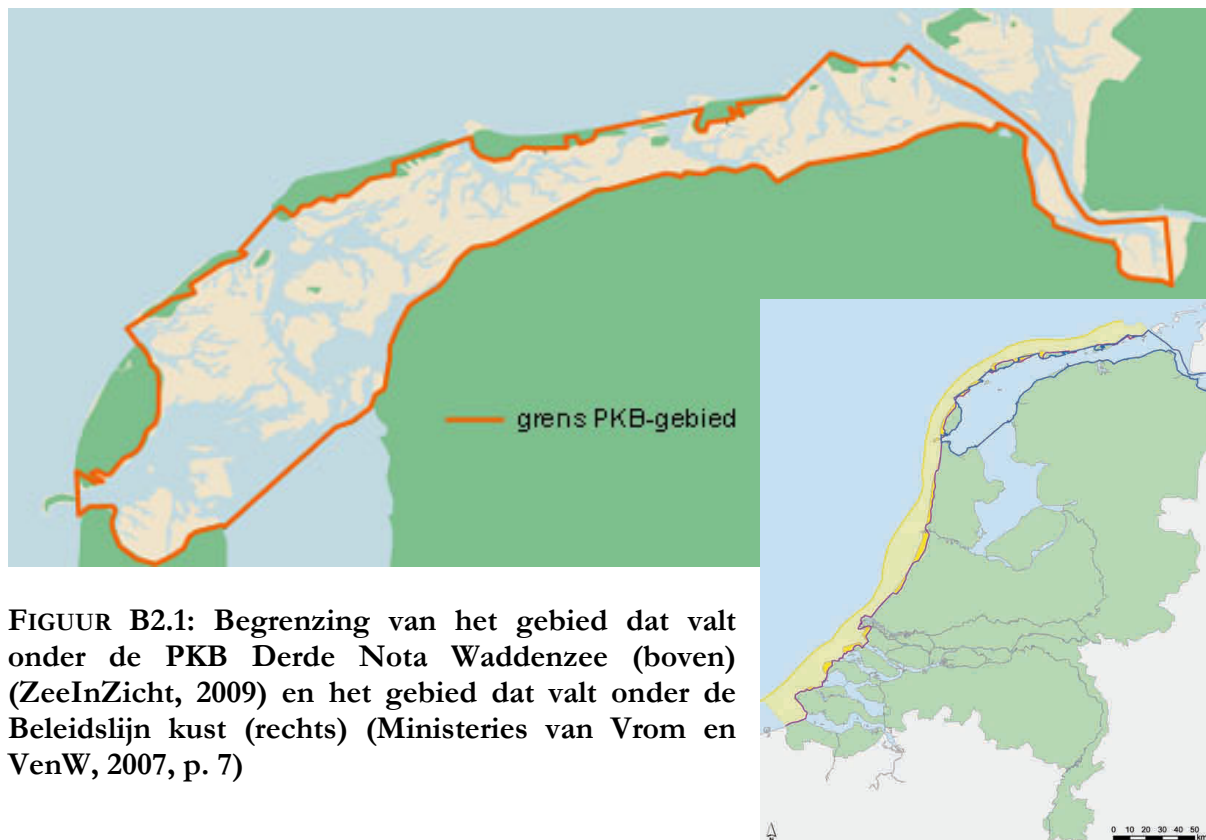 grens PKB-gebied
FIGUUR B2.1: Begrenzing van het gebied dat valt
onder de PKB Derde Nota Waddenzee (boven)
(ZeeInZicht, 2009) en het gebied dat valt onder de
Beleidslijn kust (rechts) (Ministeries van Vrom en
VenW, 2007, p. 7)
0 10 20 30 40 50
km